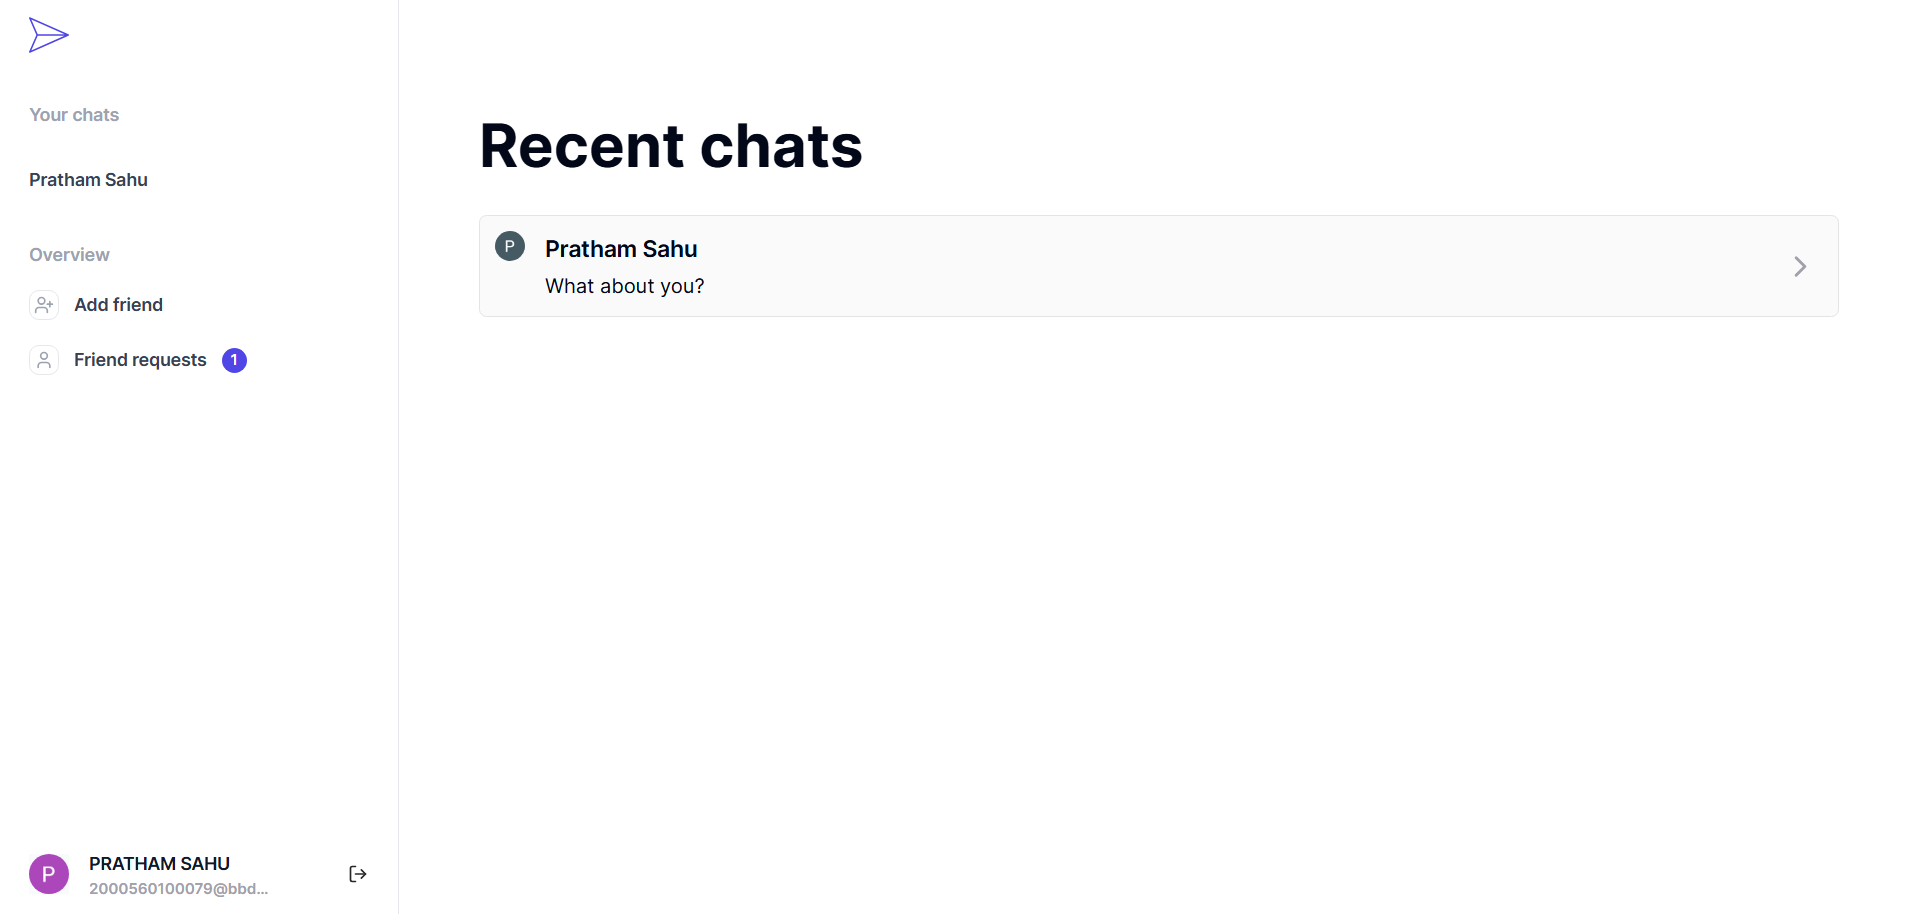 Your chats
Pratham Sahu
Overview
Add friend
Friend requests 1
P PRATHAM SAHU
2000560100079@bbd...
Recent chats
P Pratham Sahu
What about you?